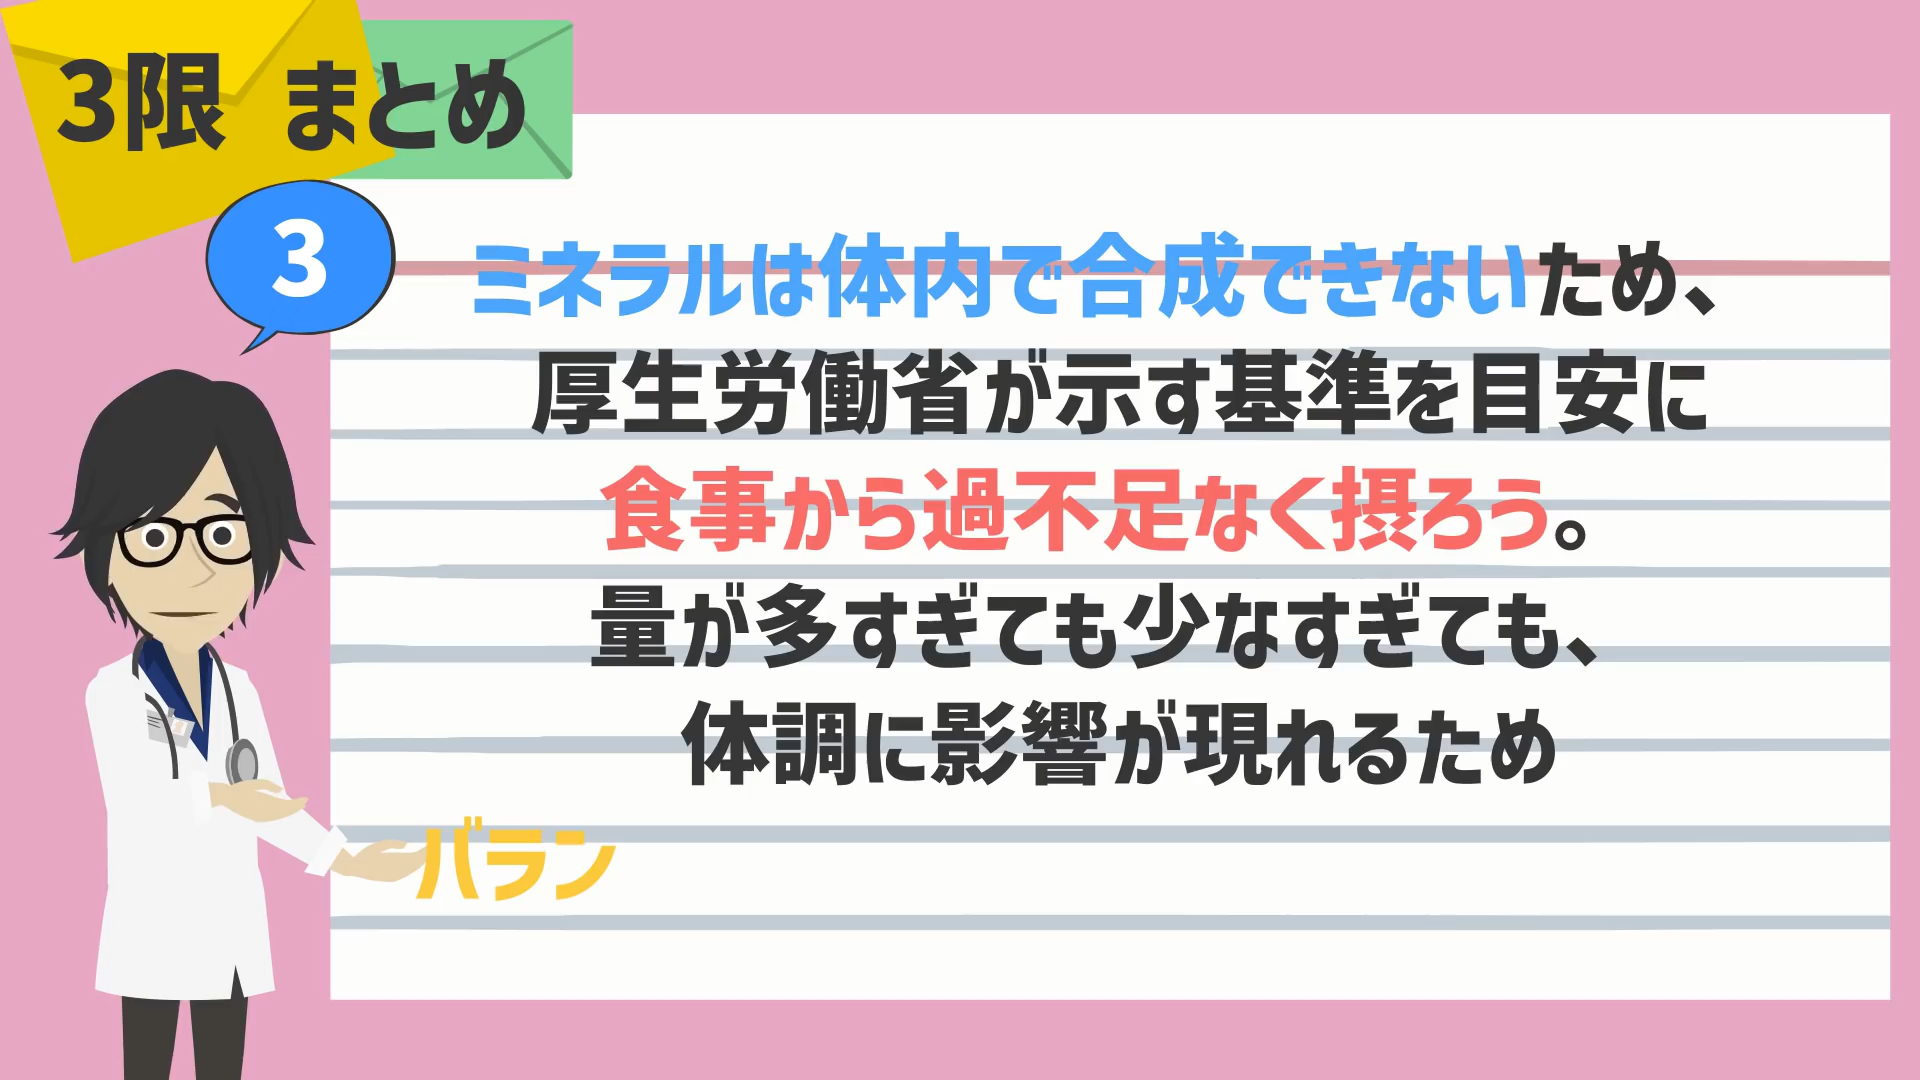 3限 まとめ
3
ミネラルは体内で合成できないため、
厚生労働省が示す基準を目安に
食事から過不足なく摂ろう。
量が多すぎても少なすぎても、
体調に影響が現れるため
バラン